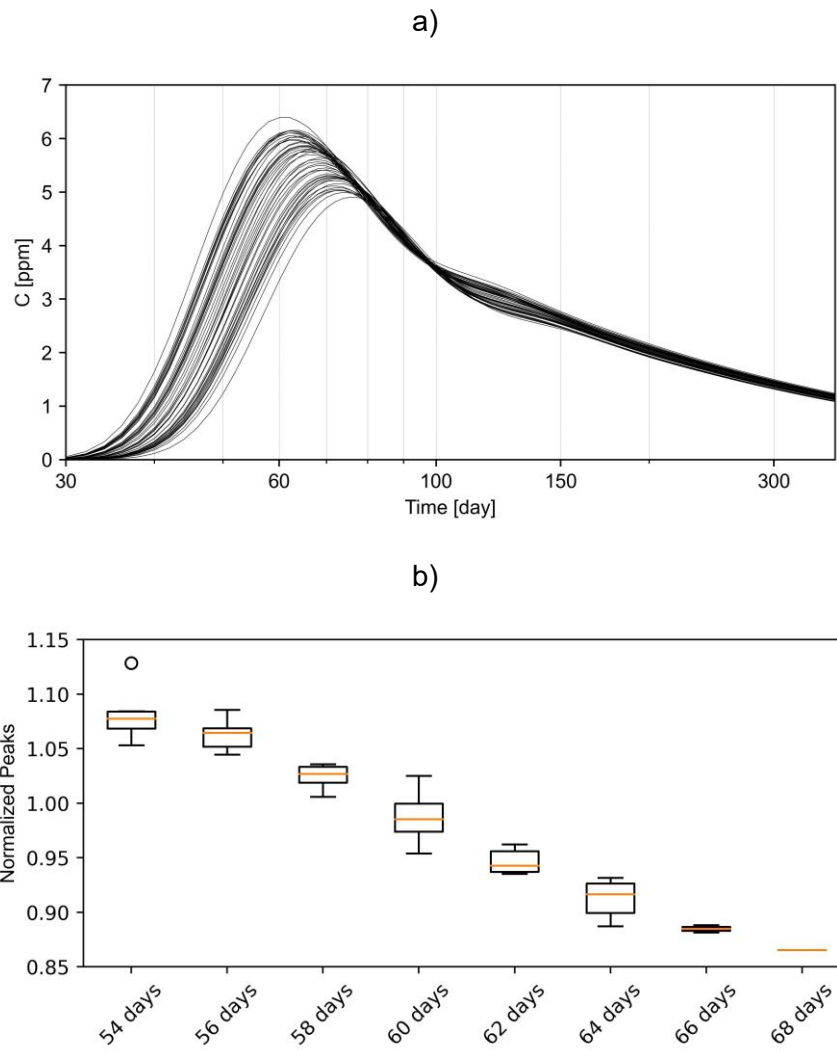 a)
7
6
5
4
3
2
1
0
C [ppm]
30
60
100
150
300
Time [day]
b)
1.15
1.10
1.05
1.00
0.95
0.90
0.85
Normalized Peaks
54 days
56 days
58 days
60 days
62 days
64 days
66 days
68 days